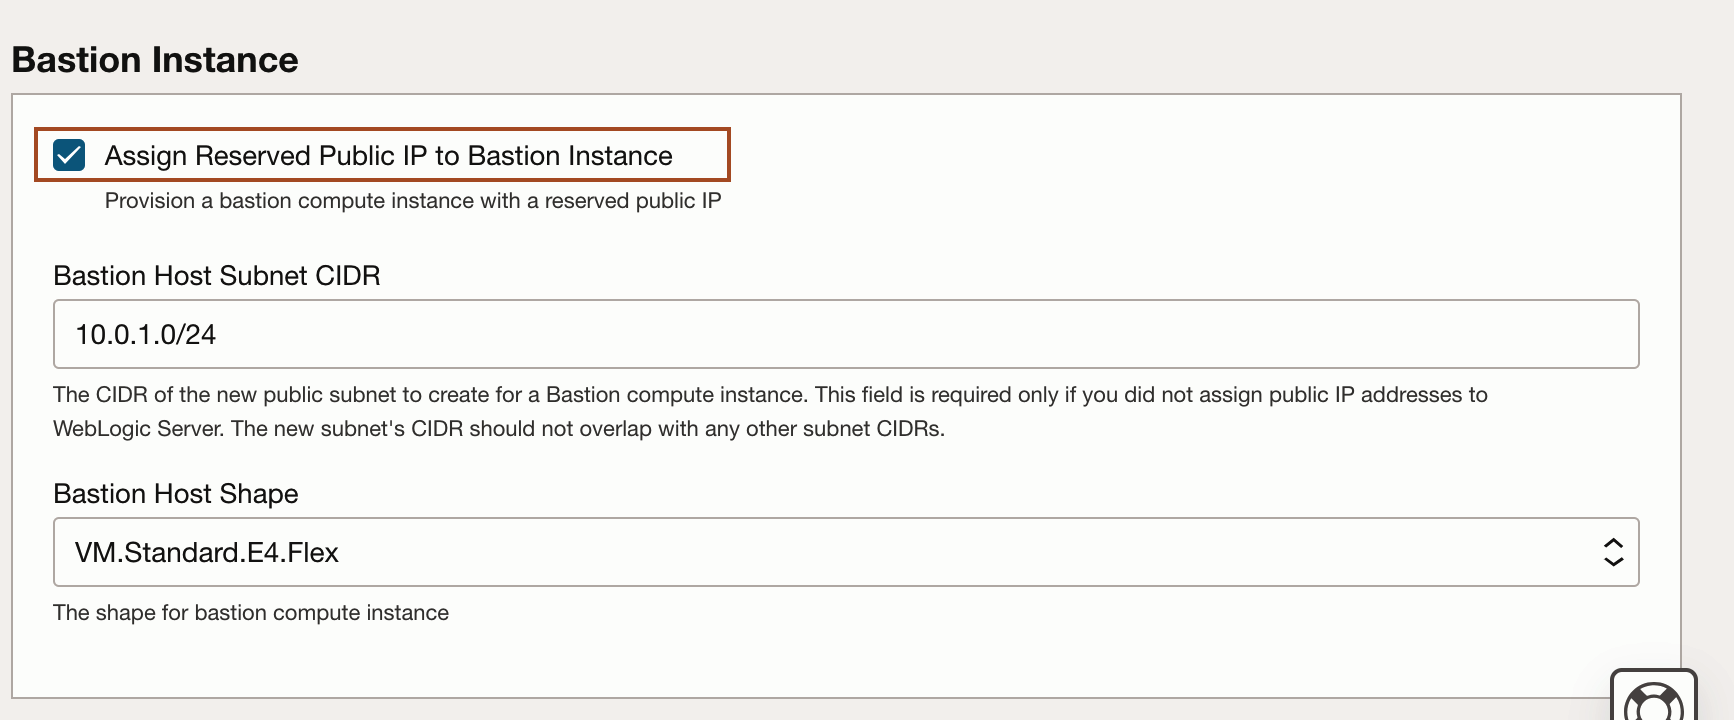 Bastion Instance
Assign Reserved Public IP to Bastion Instance
Provision a bastion compute instance with a reserved public IP
Bastion Host Subnet CIDR
10.0.1.0/24
The CIDR of the new public subnet to create for a Bastion compute instance. This field is required only if you did not assign public IP addresses to
WebLogic Server. The new subnet's CIDR should not overlap with any other subnet CIDRs.
Bastion Host Shape
VM.Standard.E4.Flex
The shape for bastion compute instance